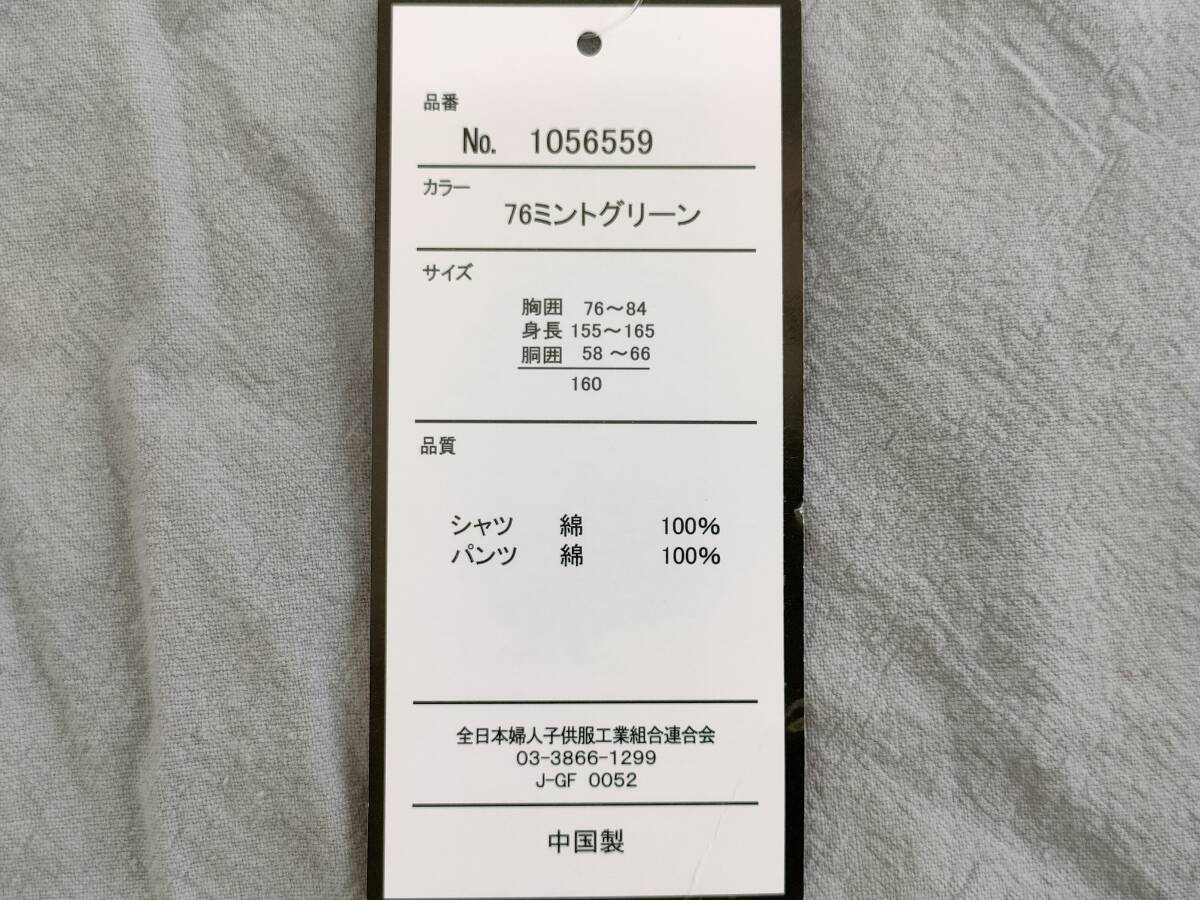 品番
No. 1056559
カラー
76ミントグリーン
サイズ
胸囲 76〜84
身長 155〜165
胴囲 58〜66
160
品質
シャツ 綿 100%
パンツ 綿 100%
全日本婦人子供服工業組合連合会
03-3866-1299
J-GF 0052
中国製